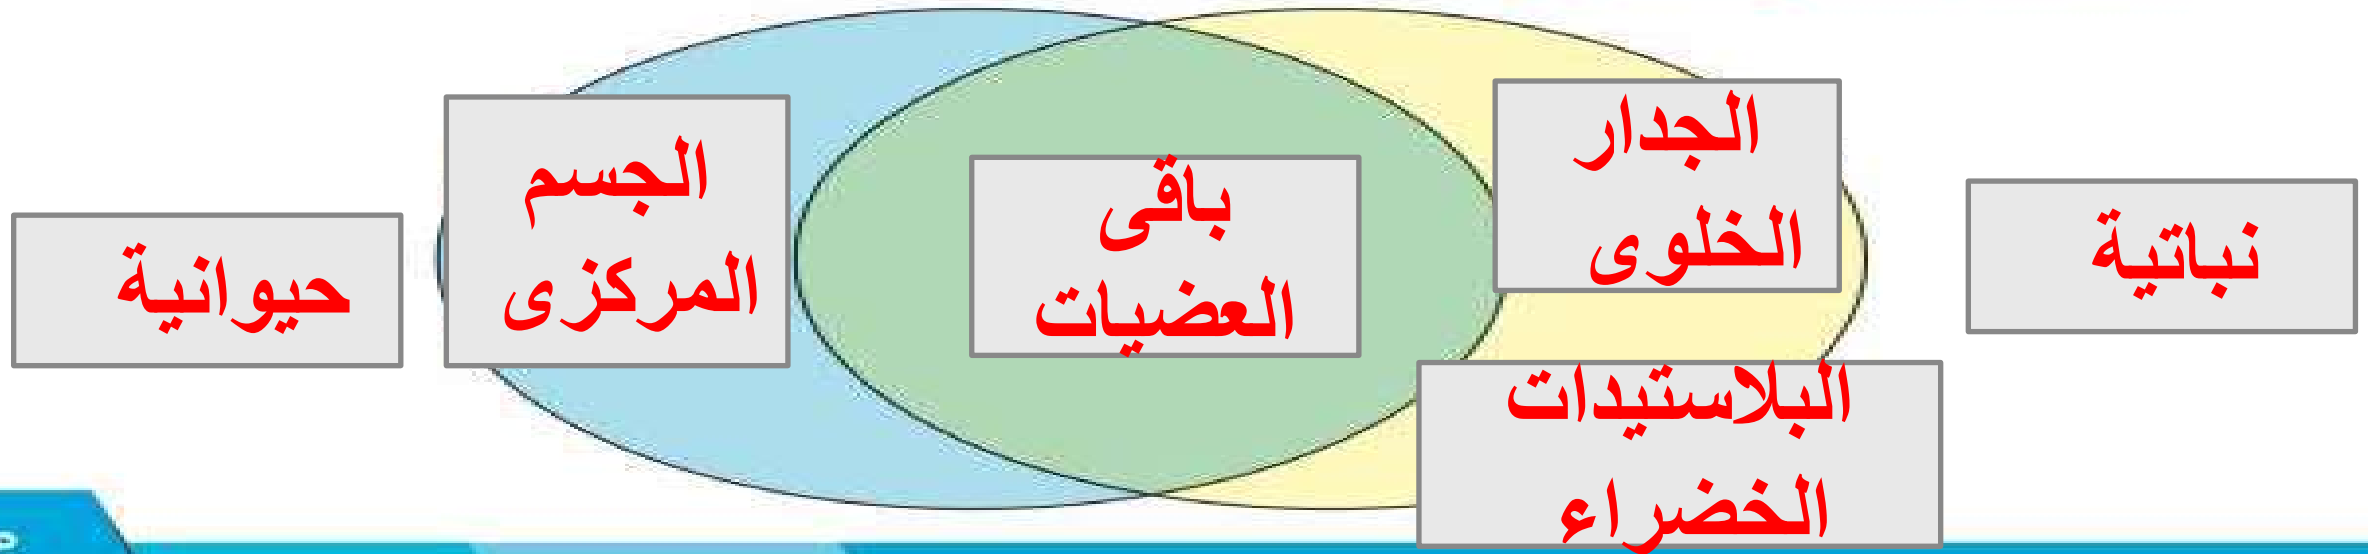 نباتية
الجدار
الخلوى
البلاستيدات
الخضراء
باقى
العضيات
الجسم
المركزى
حيوانية